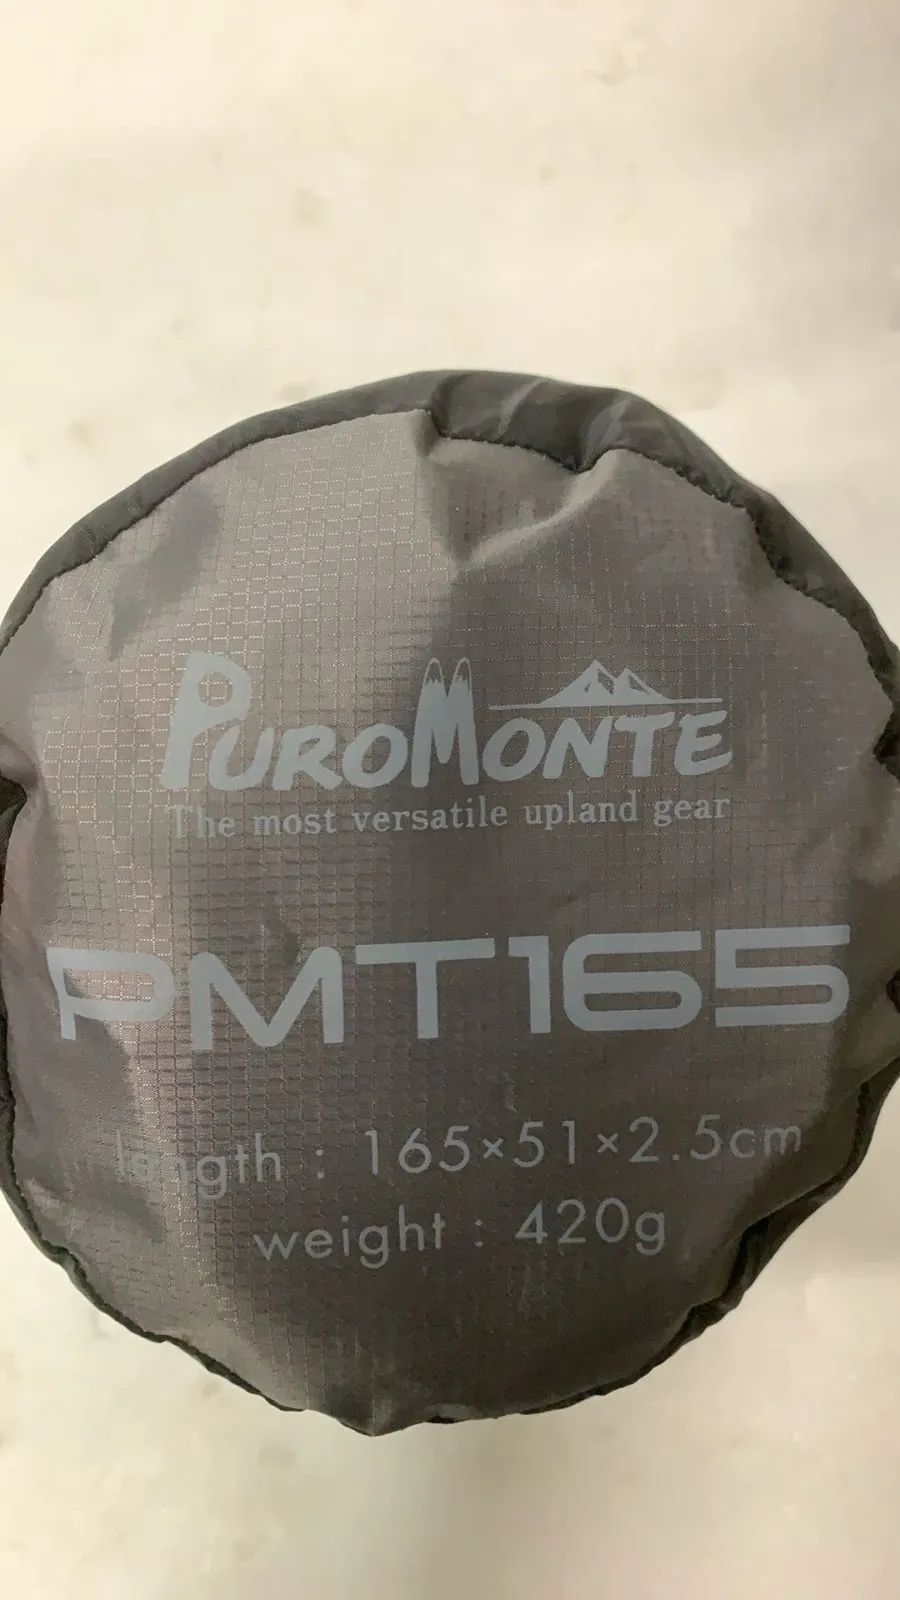 PUROMONTE
The most versatile upland gear
PMT165
length : 165×51×2.5cm
weight : 420g